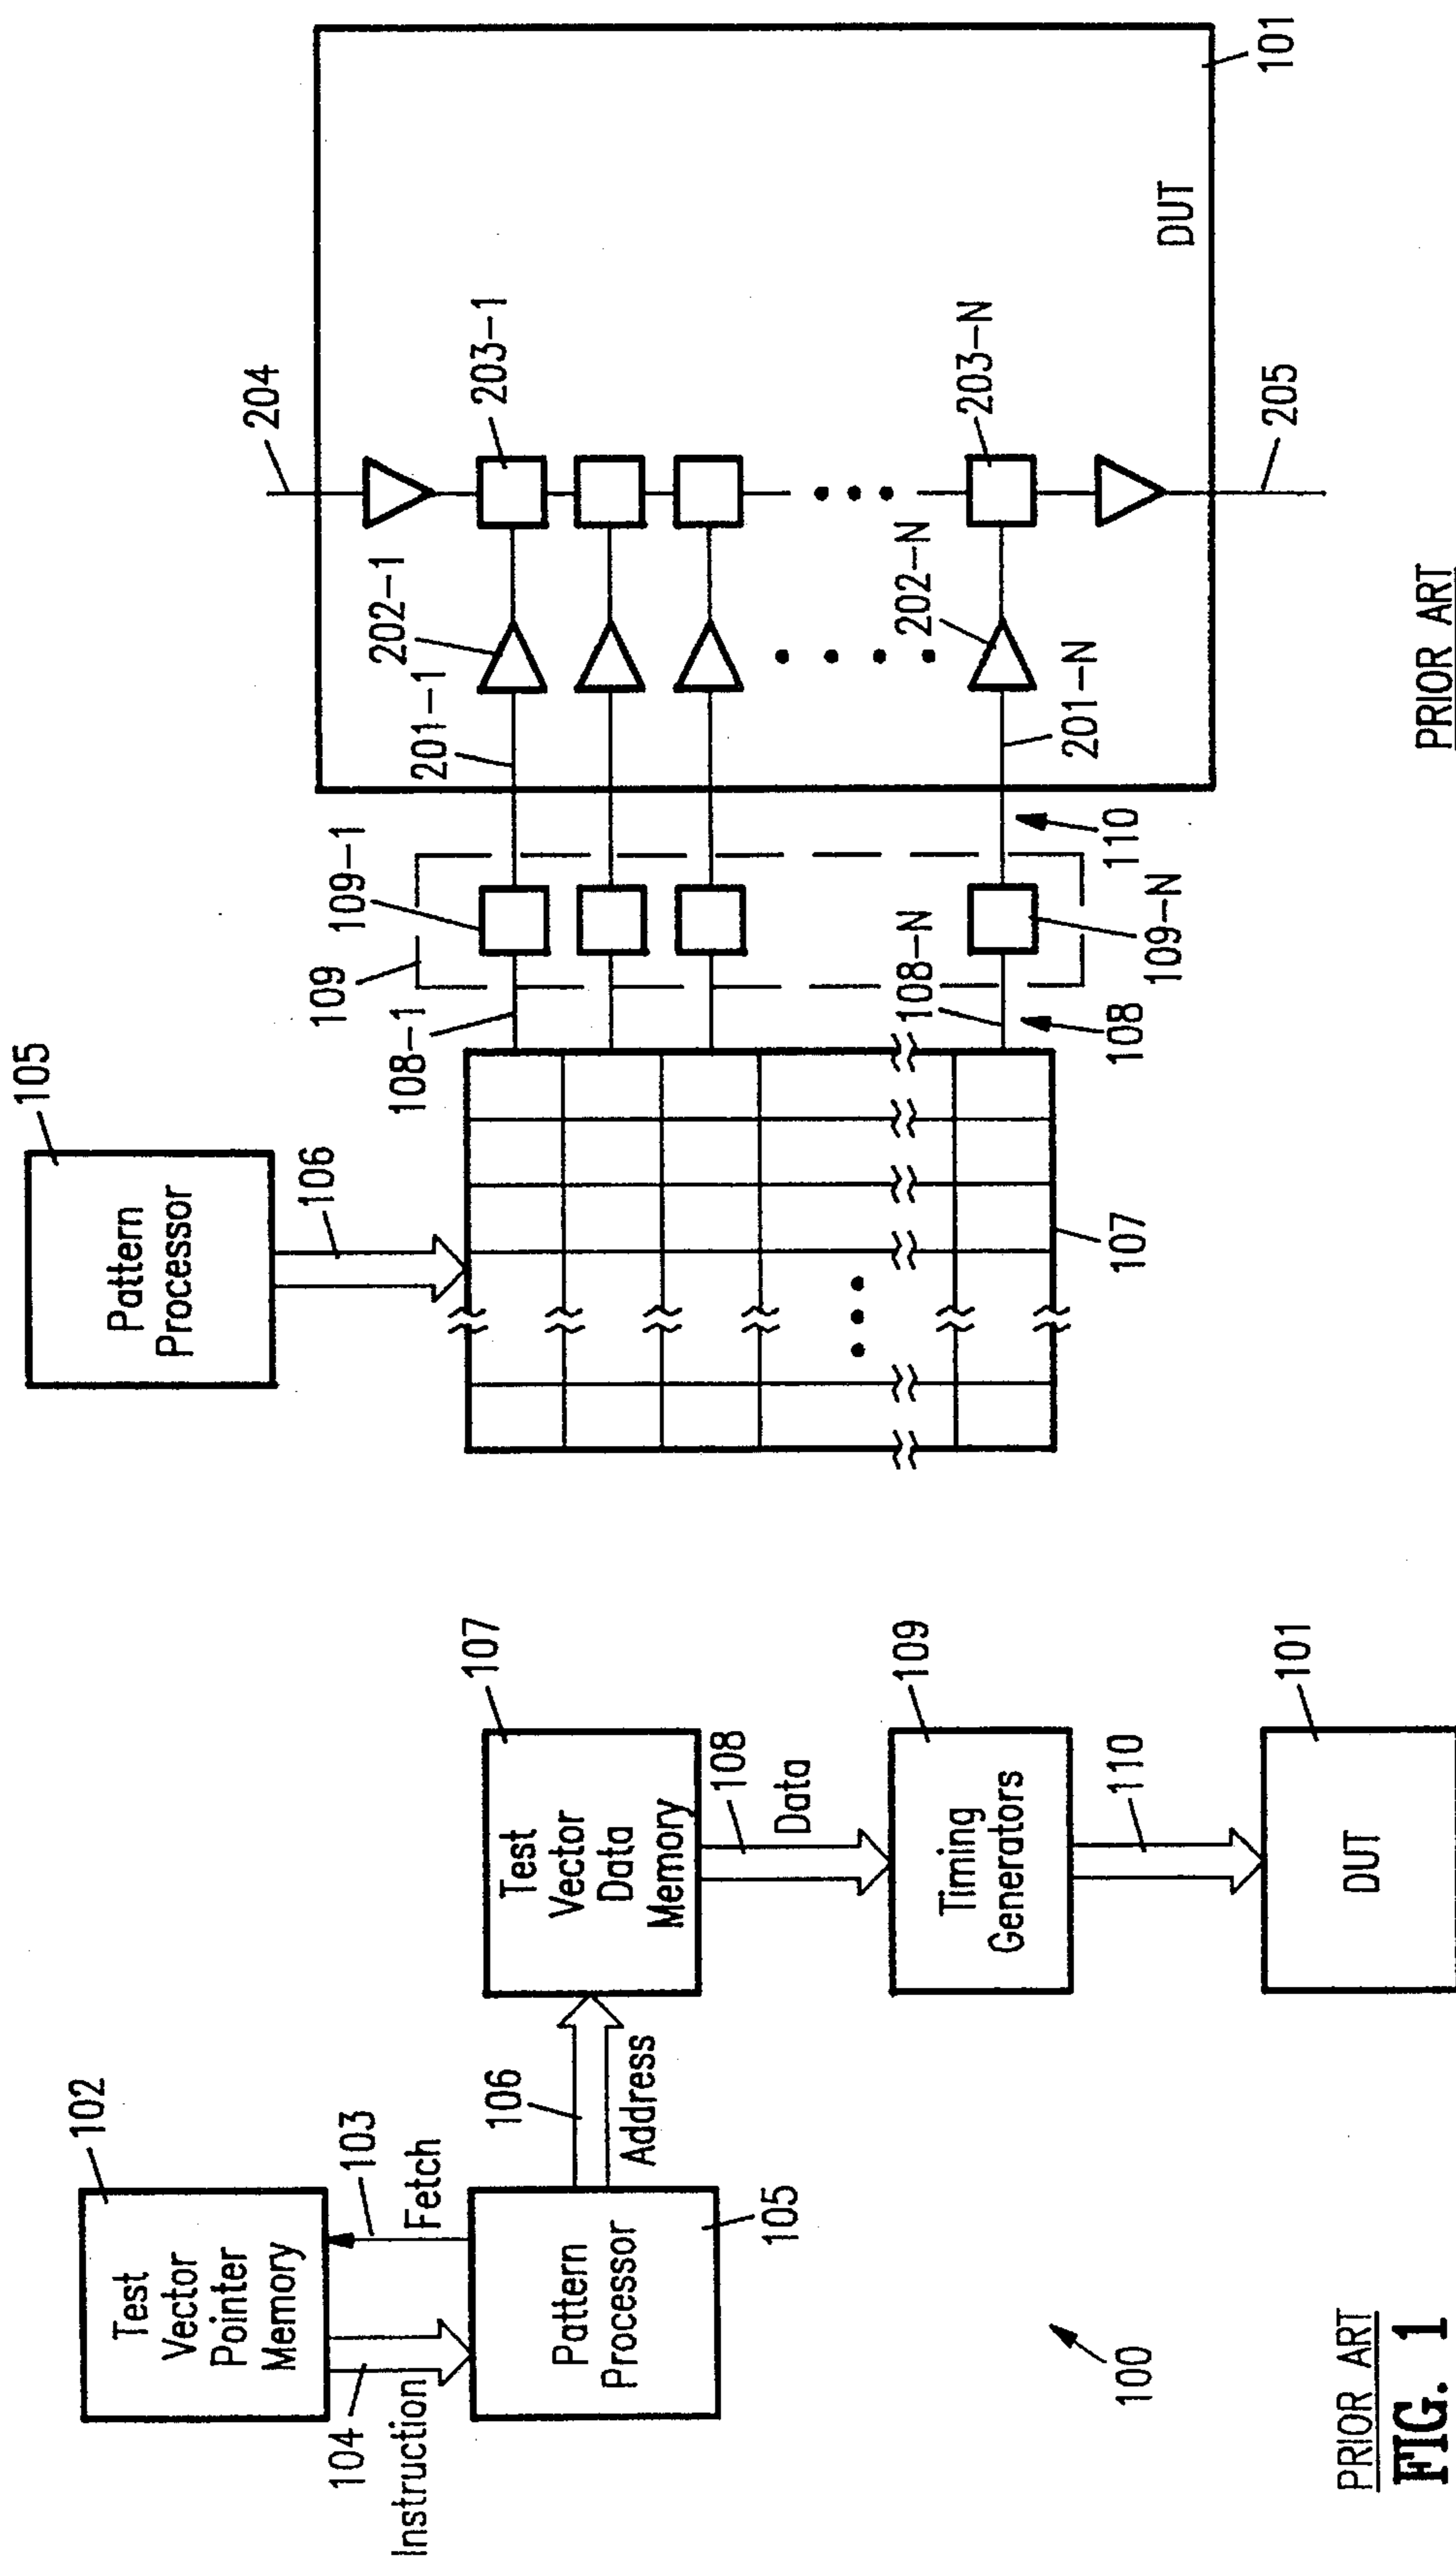 102
Test
Vector
Pointer
Memory
104
Instruction
103
Fetch
Pattern
Processor
105
106
Address
107
Test
Vector
Data
Memory
108
Data
109
Timing
Generators
110
101
DUT
100
PRIOR ART
FIG. 1
105
Pattern
Processor
106
107
108-1
109
109-1
108-N
108
109-N
110
201-1
202-1
203-1
204
202-N
201-N
203-N
205
DUT
101
PRIOR ART